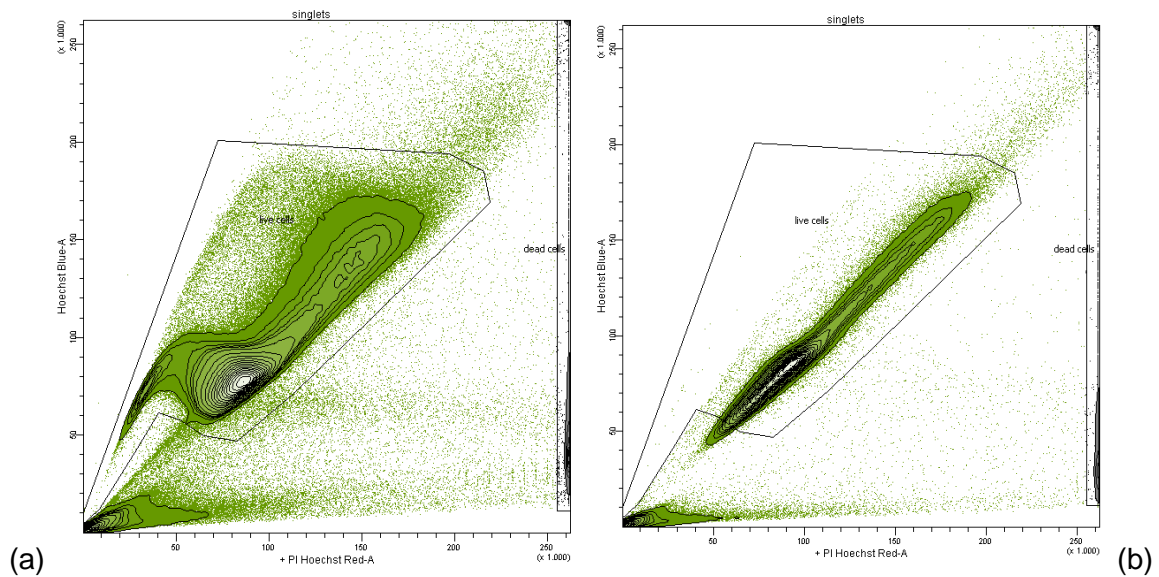 singlets
(x 1.000)
250
200
150
100
50
Hoechst Blue-A
live cells
dead cells
50
100
150
200
250
+ PI Hoechst Red-A
(x 1.000)
(a)
singlets
(x 1.000)
250
200
150
100
50
Hoechst Blue-A
live cells
dead cells
50
100
150
200
250
+ PI Hoechst Red-A
(x 1.000)
(b)